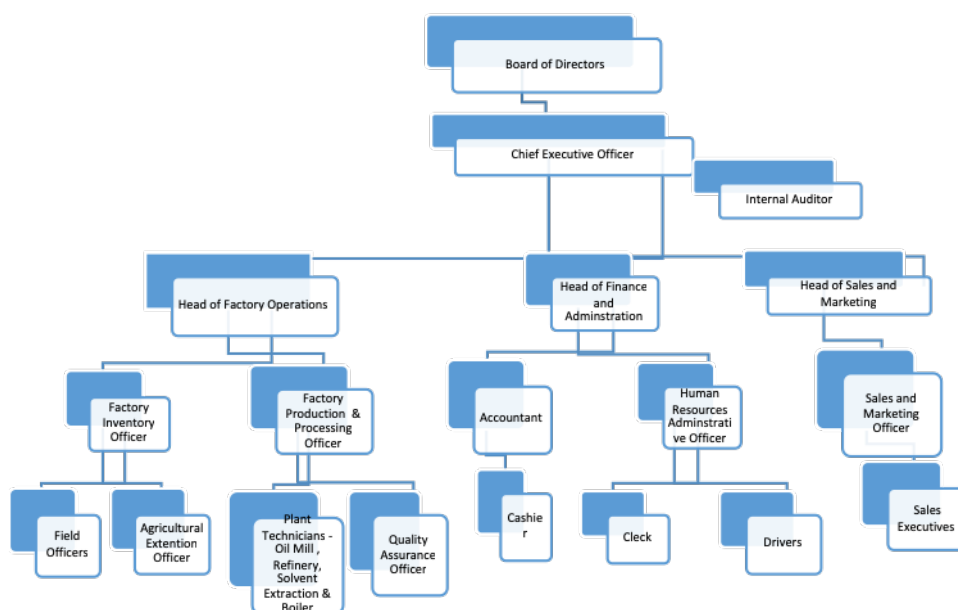 Board of Directors
Chief Executive Officer
Internal Auditor
Head of Factory Operations
Head of Finance
and
Adminstration
Head of Sales and
Marketing
Factory
Inventory
Officer
Factory
Production &
Processing
Officer
Accountant
Human
Resources
Adminstrati
ve Officer
Sales and
Marketing
Officer
Field
Officers
Agricultural
Extention
Officer
Plant
Technicians -
Oil Mill ,
Refinery,
Solvent
Extraction &
Boiler
Quality
Assurance
Officer
Cashie
r
Cleck
Drivers
Sales
Executives